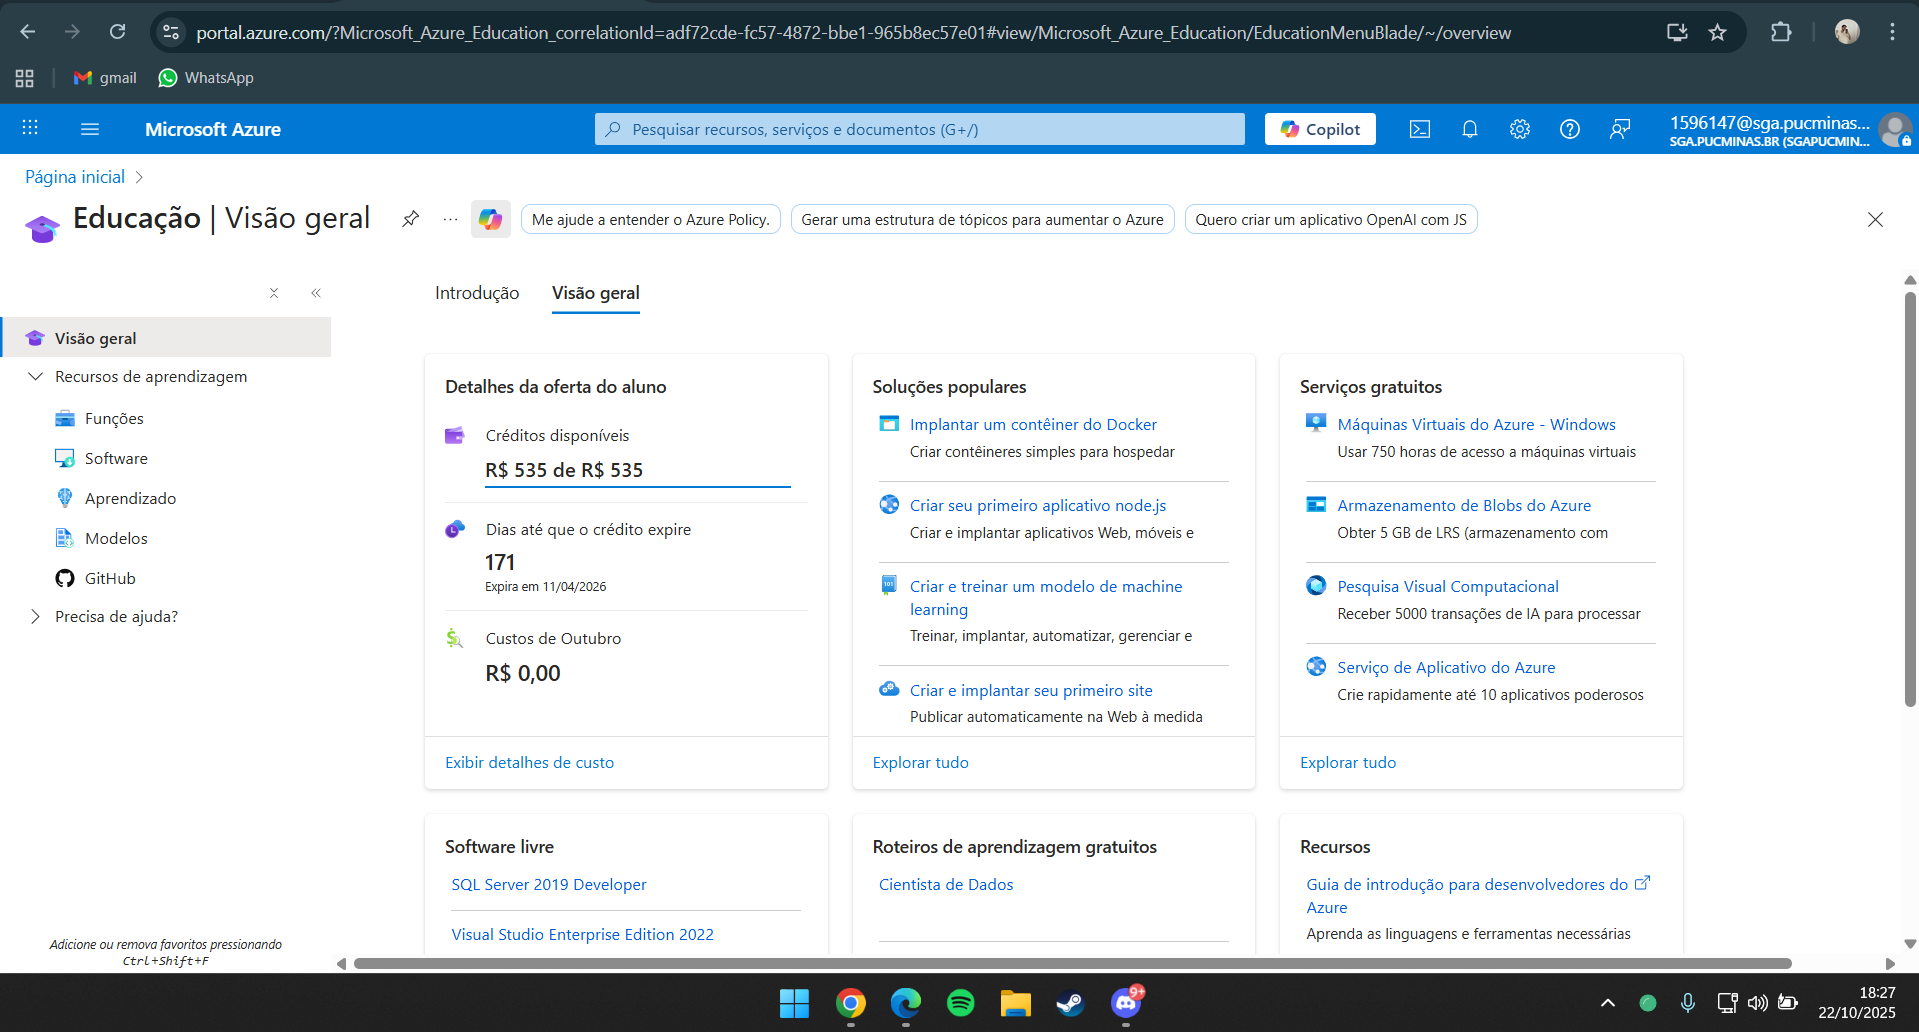 portal.azure.com/?Microsoft_Azure_Education_correlationId=adf72cde-fc57-4872-bbe1-965b8ec57e01#view/Microsoft_Azure_Education/EducationMenuBlade/~/overview
gmail
WhatsApp
Microsoft Azure
Pesquisar recursos, serviços e documentos (G+/)
Copilot
1596147@sga.pucminas...
SGA.PUCMINAS.BR (SGAPUCMIN...
Página inicial
Educação | Visão geral
...
Me ajude a entender o Azure Policy.
Gerar uma estrutura de tópicos para aumentar o Azure
Quero criar um aplicativo OpenAI com JS
Visão geral
Recursos de aprendizagem
Funções
Software
Aprendizado
Modelos
GitHub
Precisa de ajuda?
Adicione ou remova favoritos pressionando
Ctrl+Shift+F
Introdução
Visão geral
Detalhes da oferta do aluno
Créditos disponíveis
R$ 535 de R$ 535
Dias até que o crédito expire
171
Expira em 11/04/2026
Custos de Outubro
R$ 0,00
Exibir detalhes de custo
Soluções populares
Implantar um contêiner do Docker
Criar contêineres simples para hospedar
Criar seu primeiro aplicativo node.js
Criar e implantar aplicativos Web, móveis e
Criar e treinar um modelo de machine
learning
Treinar, implantar, automatizar, gerenciar e
Criar e implantar seu primeiro site
Publicar automaticamente na Web à medida
Explorar tudo
Serviços gratuitos
Máquinas Virtuais do Azure - Windows
Usar 750 horas de acesso a máquinas virtuais
Armazenamento de Blobs do Azure
Obter 5 GB de LRS (armazenamento com
Pesquisa Visual Computacional
Receber 5000 transações de IA para processar
Serviço de Aplicativo do Azure
Crie rapidamente até 10 aplicativos poderosos
Explorar tudo
Software livre
SQL Server 2019 Developer
Visual Studio Enterprise Edition 2022
Roteiros de aprendizagem gratuitos
Cientista de Dados
Recursos
Guia de introdução para desenvolvedores do
Azure
Aprenda as linguagens e ferramentas necessárias
9+
18:27
22/10/2025